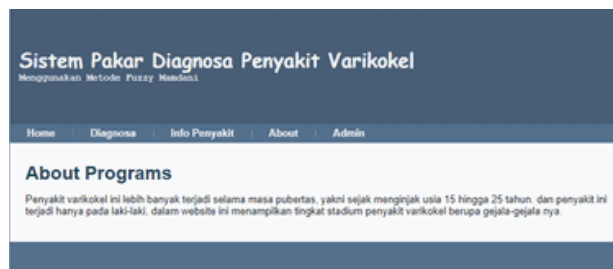 Sistem Pakar Diagnosa Penyakit Varikokel
Menggunakan Metode Fuzzy Mamdani
Home | Diagnosa | Info Penyakit | About | Admin
About Programs
Penyakit varikokel ini lebih banyak terjadi selama masa pubertas, yakni sejak menginjak usia 15 hingga 25 tahun. dan penyakit ini
terjadi hanya pada laki-laki, dalam website ini menampilkan tingkat stadium penyakit varikokel berupa gejala-gejala nya.